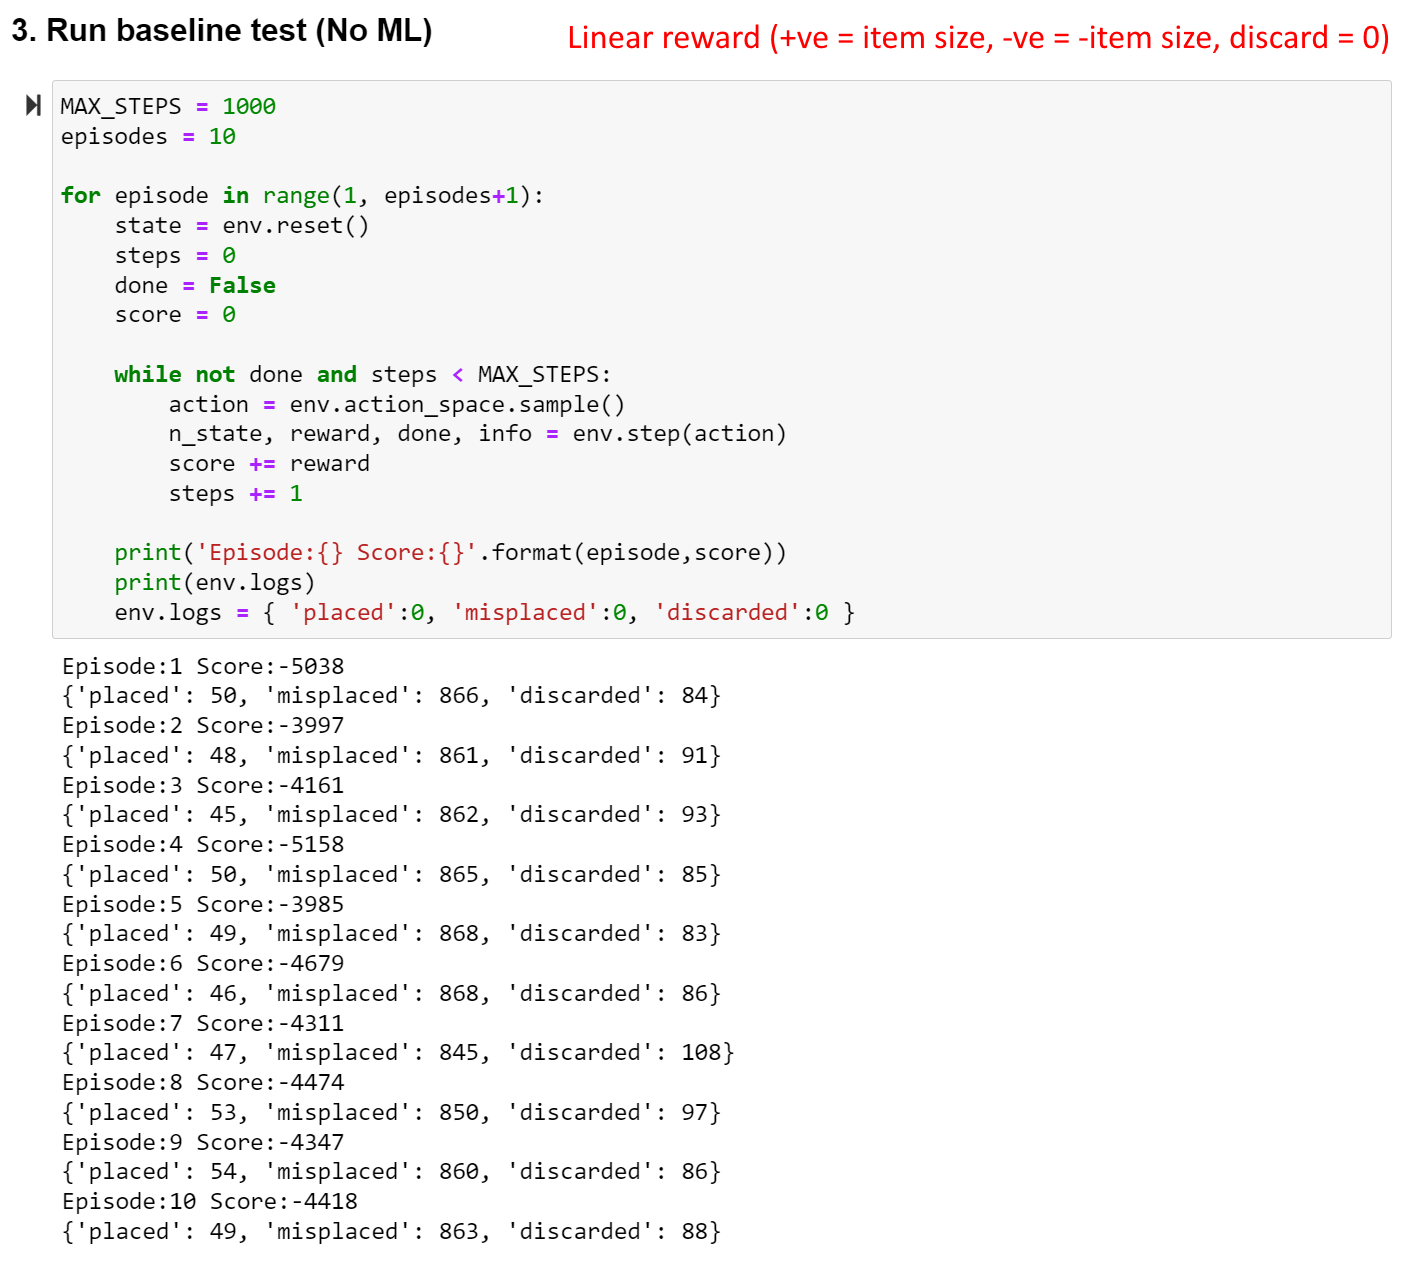 3. Run baseline test (No ML)
Linear reward (+ve = item size, -ve = -item size, discard = 0)
MAX_STEPS = 1000
episodes = 10
for episode in range(1, episodes+1):
    state = env.reset()
    steps = 0
    done = False
    score = 0
    while not done and steps < MAX_STEPS:
        action = env.action_space.sample()
        n_state, reward, done, info = env.step(action)
        score += reward
        steps += 1
    print('Episode:{} Score:{}'.format(episode,score))
    print(env.logs)
    env.logs = { 'placed':0, 'misplaced':0, 'discarded':0 }
Episode:1 Score:-5038
{'placed': 50, 'misplaced': 866, 'discarded': 84}
Episode:2 Score:-3997
{'placed': 48, 'misplaced': 861, 'discarded': 91}
Episode:3 Score:-4161
{'placed': 45, 'misplaced': 862, 'discarded': 93}
Episode:4 Score:-5158
{'placed': 50, 'misplaced': 865, 'discarded': 85}
Episode:5 Score:-3985
{'placed': 49, 'misplaced': 868, 'discarded': 83}
Episode:6 Score:-4679
{'placed': 46, 'misplaced': 868, 'discarded': 86}
Episode:7 Score:-4311
{'placed': 47, 'misplaced': 845, 'discarded': 108}
Episode:8 Score:-4474
{'placed': 53, 'misplaced': 850, 'discarded': 97}
Episode:9 Score:-4347
{'placed': 54, 'misplaced': 860, 'discarded': 86}
Episode:10 Score:-4418
{'placed': 49, 'misplaced': 863, 'discarded': 88}